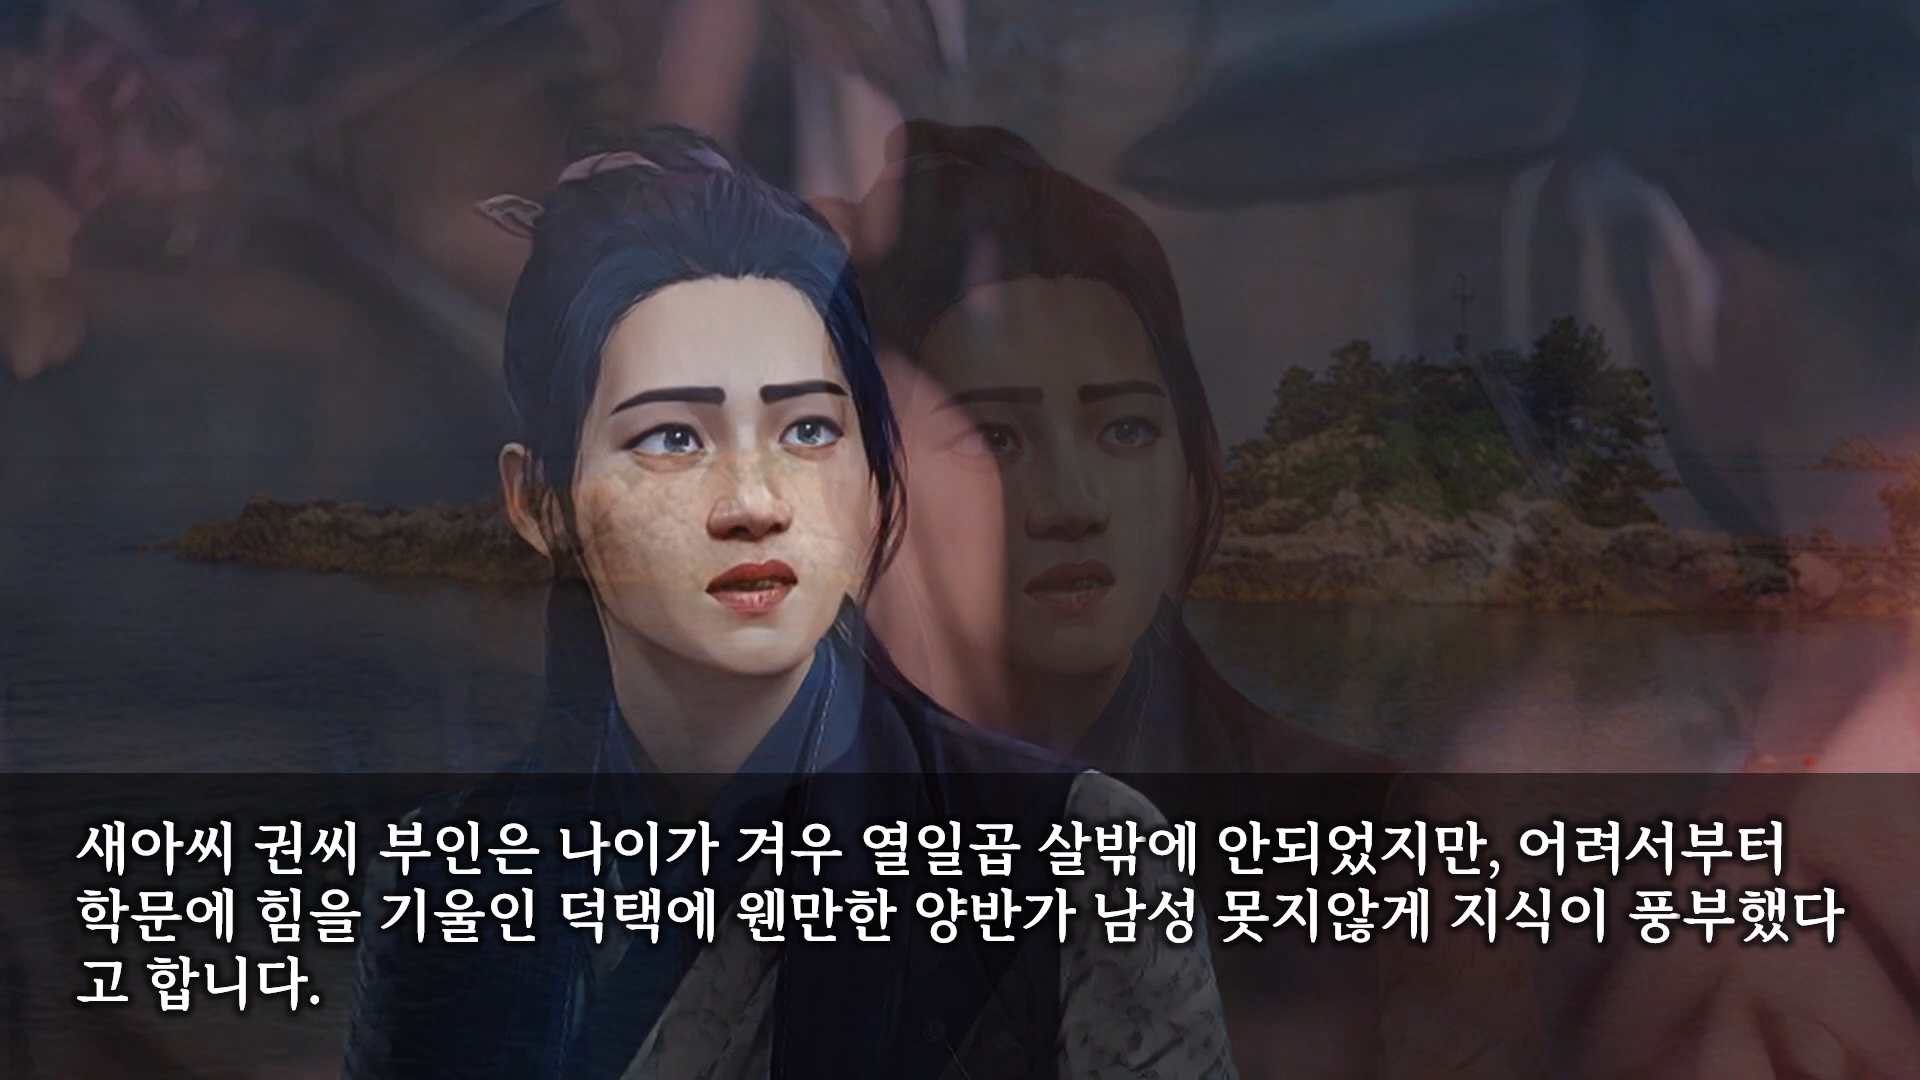 새아씨 권씨 부인은 나이가 겨우 열일곱 살밖에 안되었지만, 어려서부터
학문에 힘을 기울인 덕택에 웬만한 양반가 남성 못지않게 지식이 풍부했다
고 합니다.